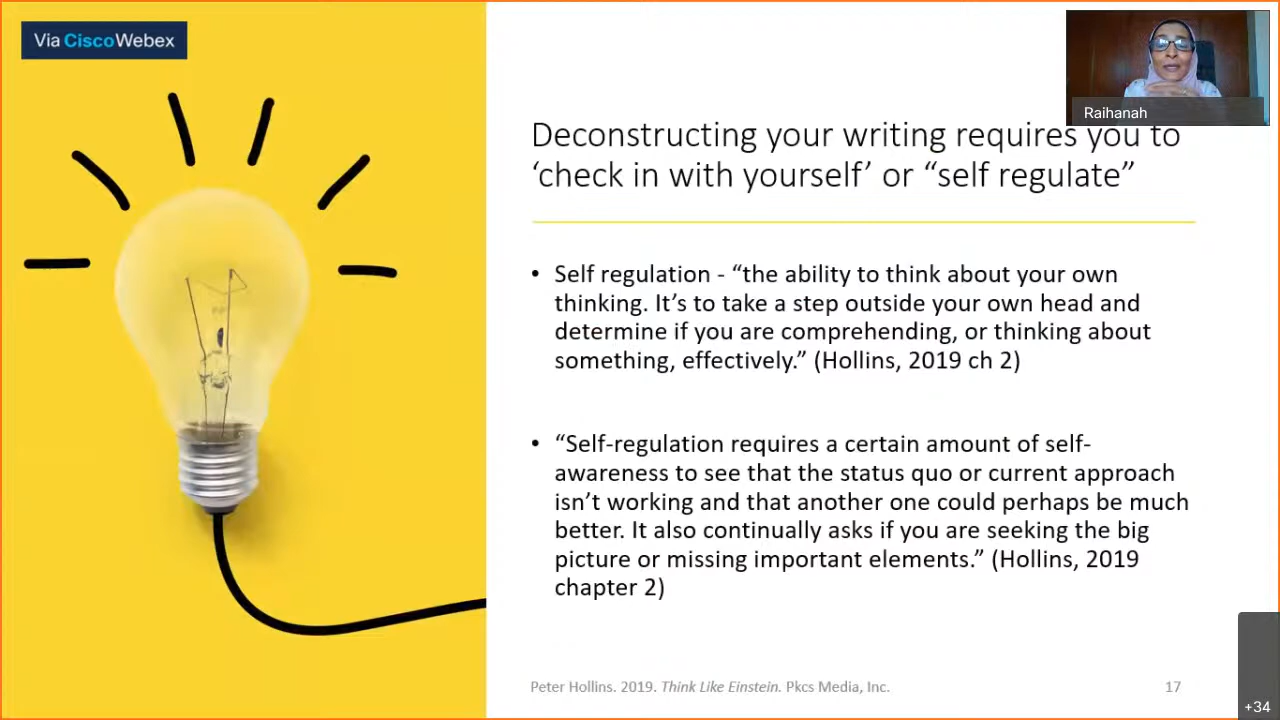 Via CiscoWebex
Raihanah
Deconstructing your writing requires you to
‘check in with yourself’ or “self regulate”
• Self regulation - “the ability to think about your own
thinking. It’s to take a step outside your own head and
determine if you are comprehending, or thinking about
something, effectively.” (Hollins, 2019 ch 2)
• “Self-regulation requires a certain amount of self-
awareness to see that the status quo or current approach
isn’t working and that another one could perhaps be much
better. It also continually asks if you are seeking the big
picture or missing important elements.” (Hollins, 2019
chapter 2)
Peter Hollins. 2019. Think Like Einstein. Pkcs Media, Inc.
17
+34